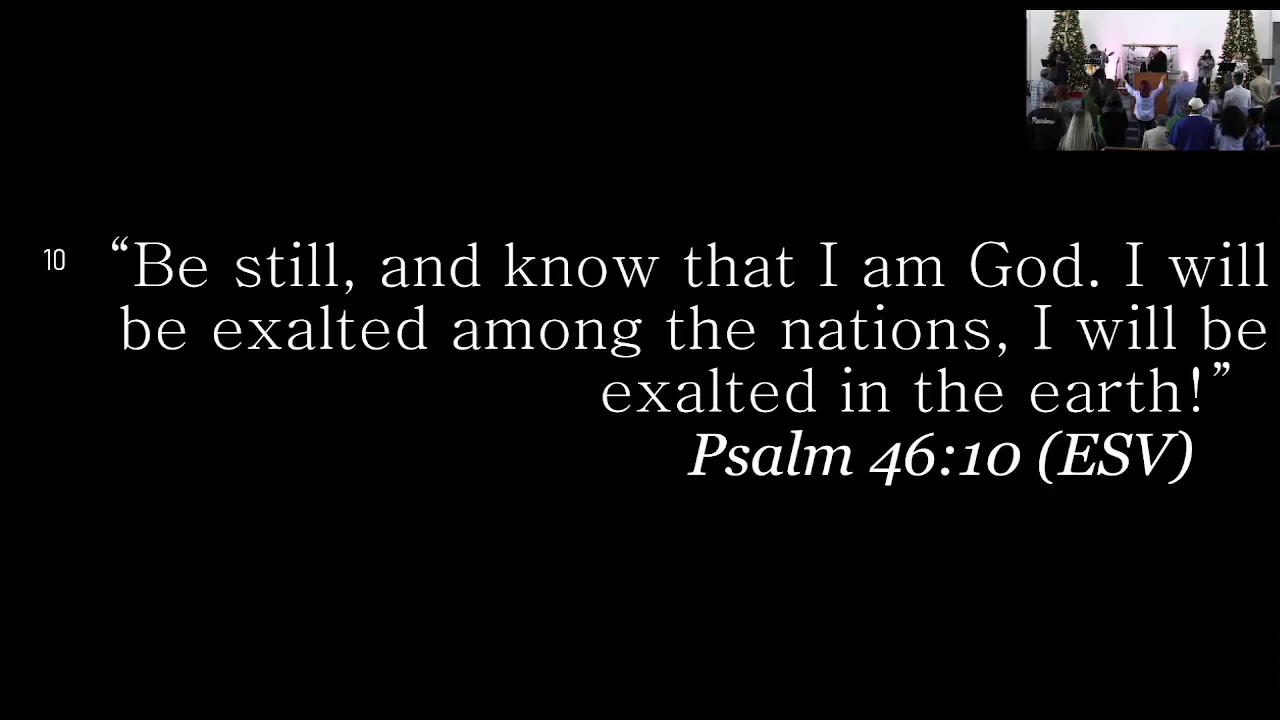 10 “Be still, and know that I am God. I will
be exalted among the nations, I will be
exalted in the earth!”
Psalm 46:10 (ESV)